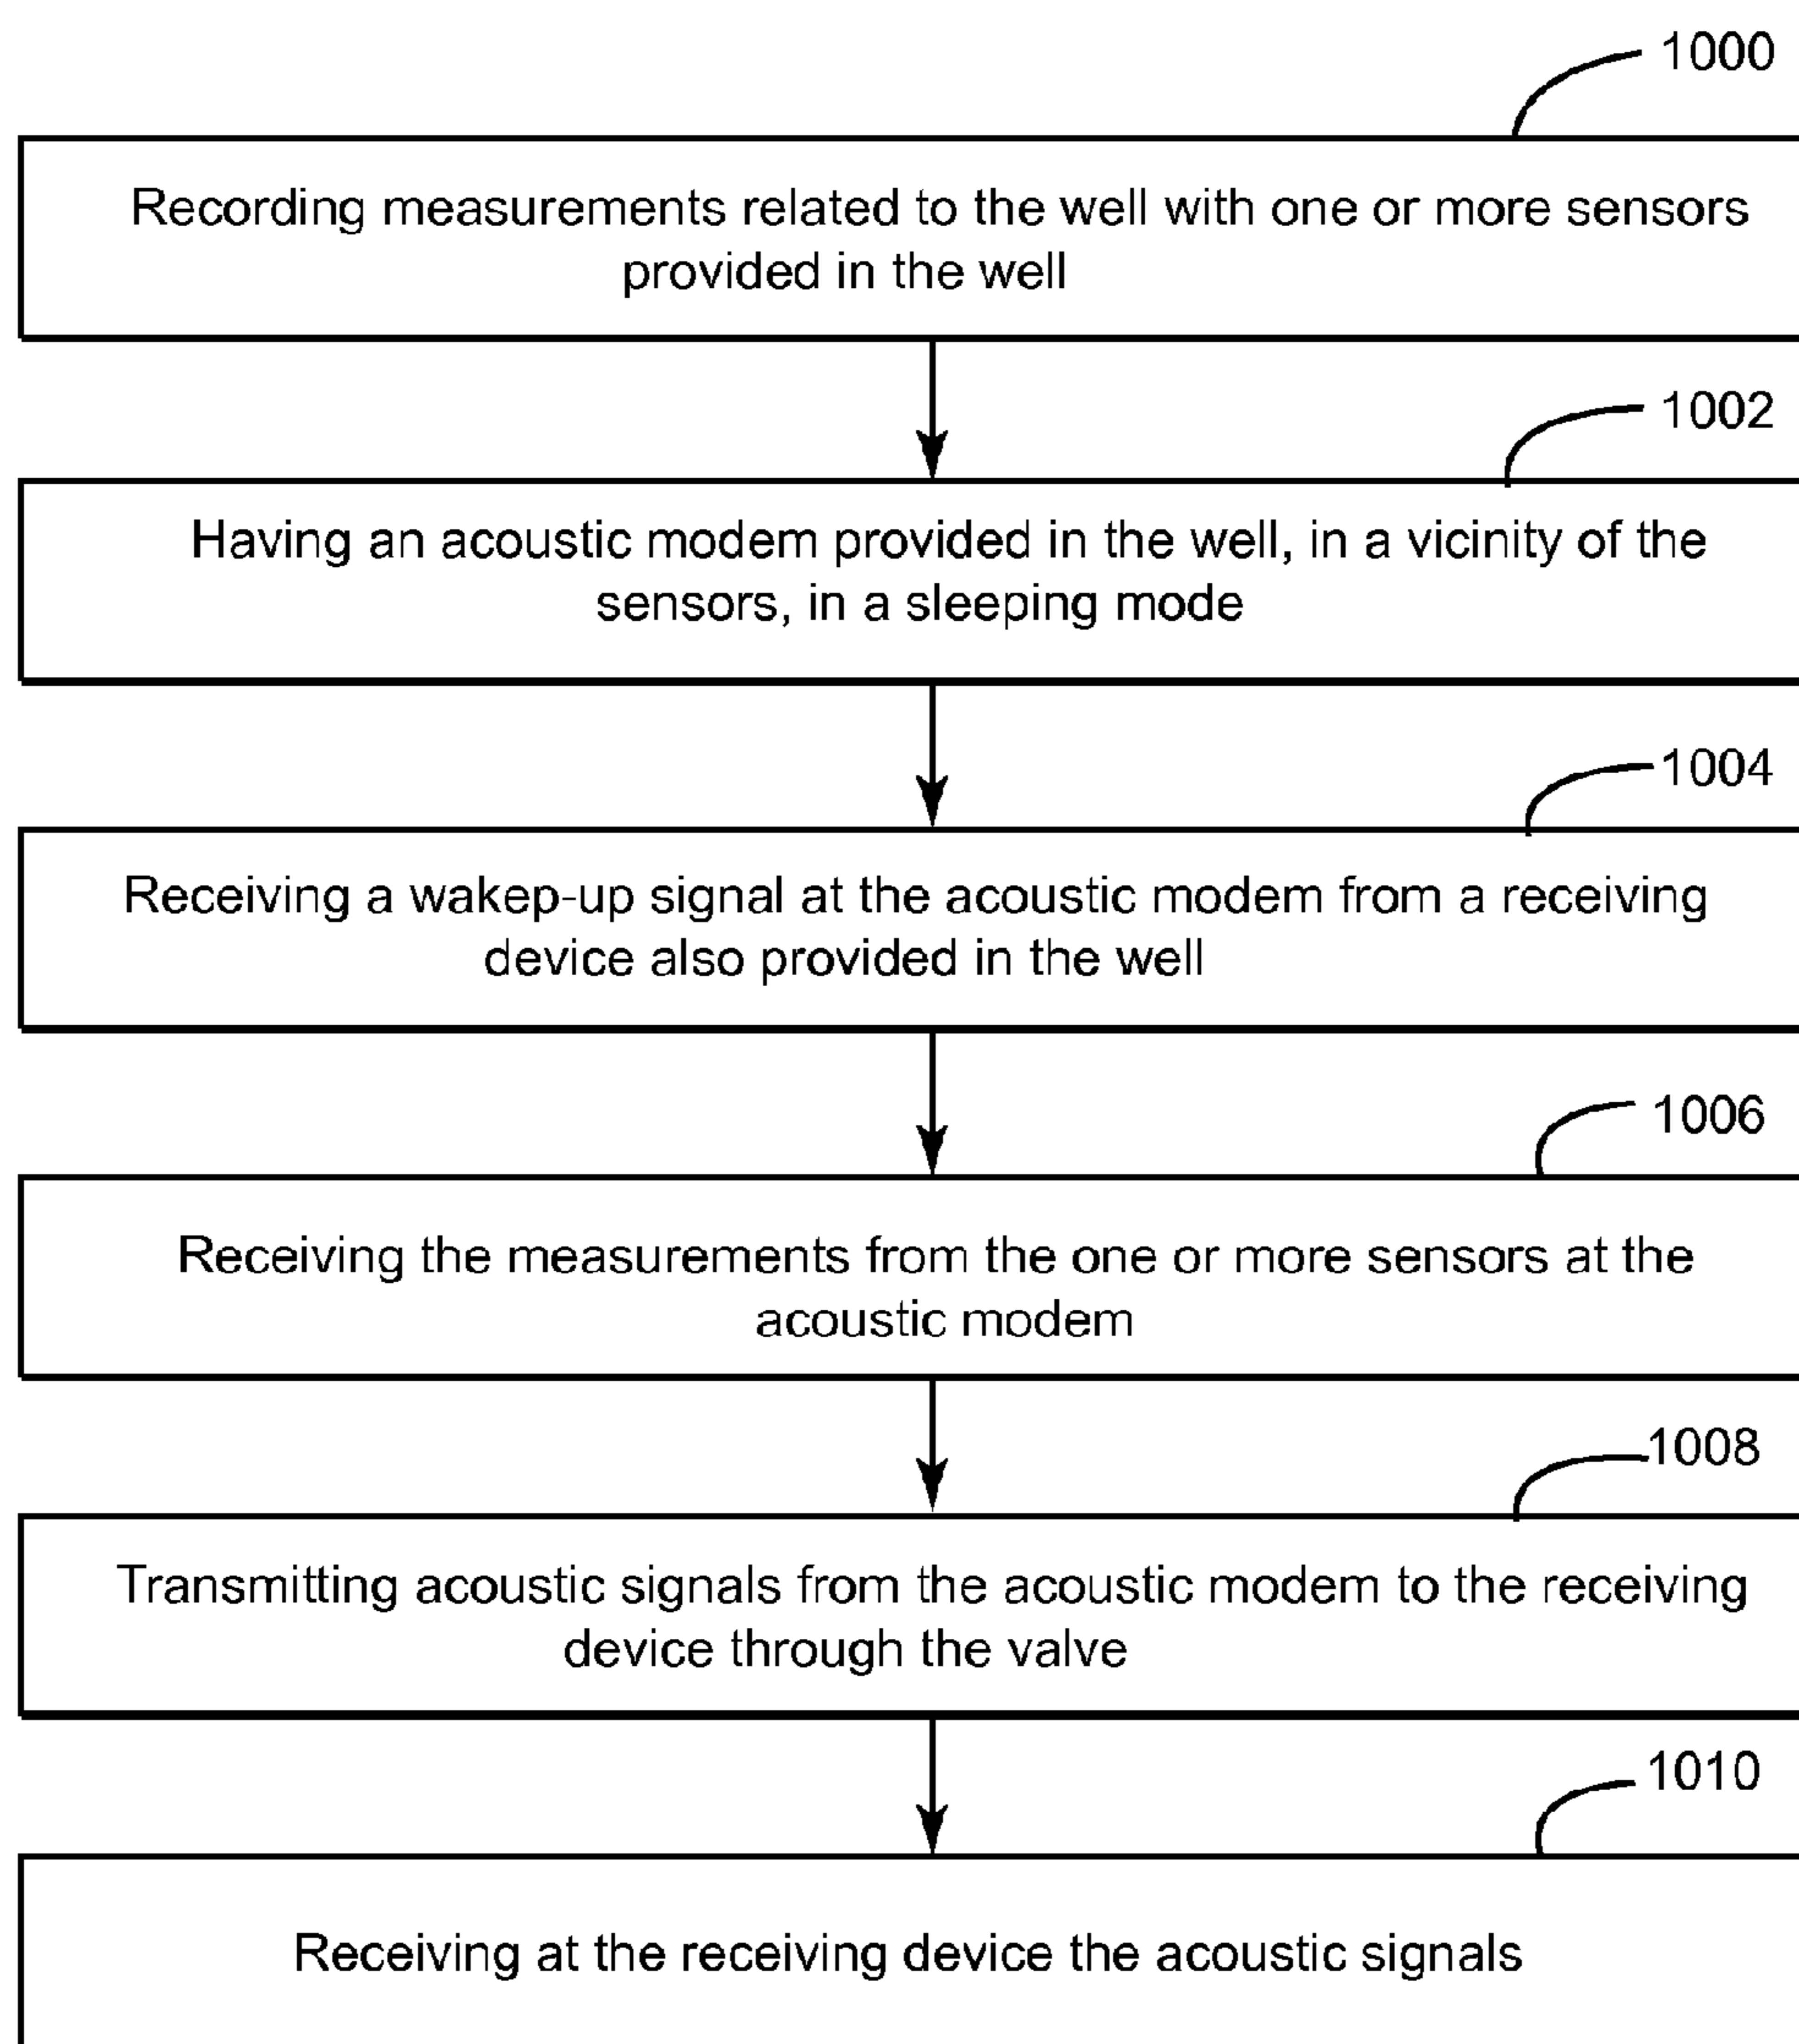 1000
Recording measurements related to the well with one or more sensors
provided in the well
1002
Having an acoustic modem provided in the well, in a vicinity of the
sensors, in a sleeping mode
1004
Receiving a wakep-up signal at the acoustic modem from a receiving
device also provided in the well
1006
Receiving the measurements from the one or more sensors at the
acoustic modem
1008
Transmitting acoustic signals from the acoustic modem to the receiving
device through the valve
1010
Receiving at the receiving device the acoustic signals